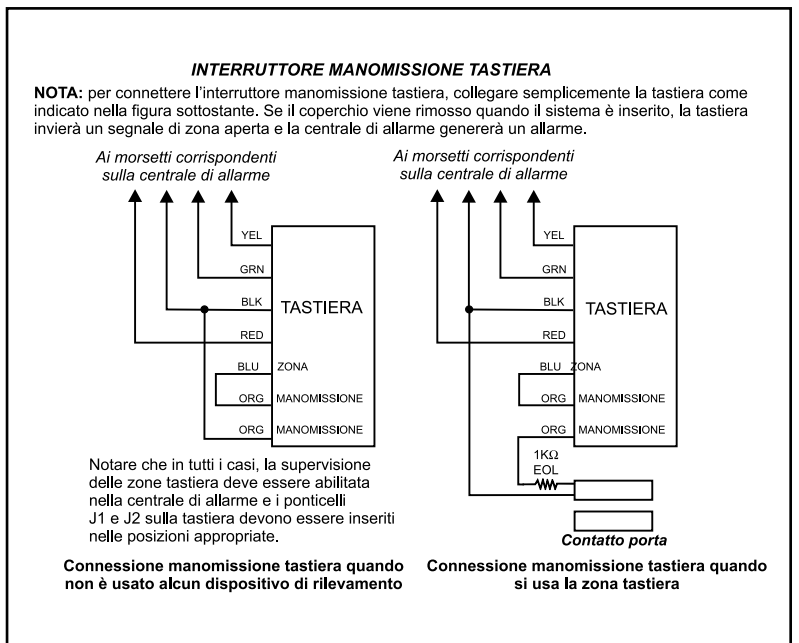 INTERRUTTORE MANOMISSIONE TASTIERA
NOTA: per connettere l'interruttore manomissione tastiera, collegare semplicemente la tastiera come
indicato nella figura sottostante. Se il coperchio viene rimosso quando il sistema è inserito, la tastiera
invierà un segnale di zona aperta e la centrale di allarme genererà un allarme.
Ai morsetti corrispondenti
sulla centrale di allarme
YEL
GRN
BLK
TASTIERA
RED
BLU ZONA
ORG MANOMISSIONE
ORG MANOMISSIONE
Notare che in tutti i casi, la supervisione
delle zone tastiera deve essere abilitata
nella centrale di allarme e i ponticelli
J1 e J2 sulla tastiera devono essere inseriti
nelle posizioni appropriate.
Connessione manomissione tastiera quando
non è usato alcun dispositivo di rilevamento
Ai morsetti corrispondenti
sulla centrale di allarme
YEL
GRN
BLK
TASTIERA
RED
BLU ZONA
ORG MANOMISSIONE
ORG MANOMISSIONE
1KΩ
EOL
Contatto porta
Connessione manomissione tastiera quando
si usa la zona tastiera